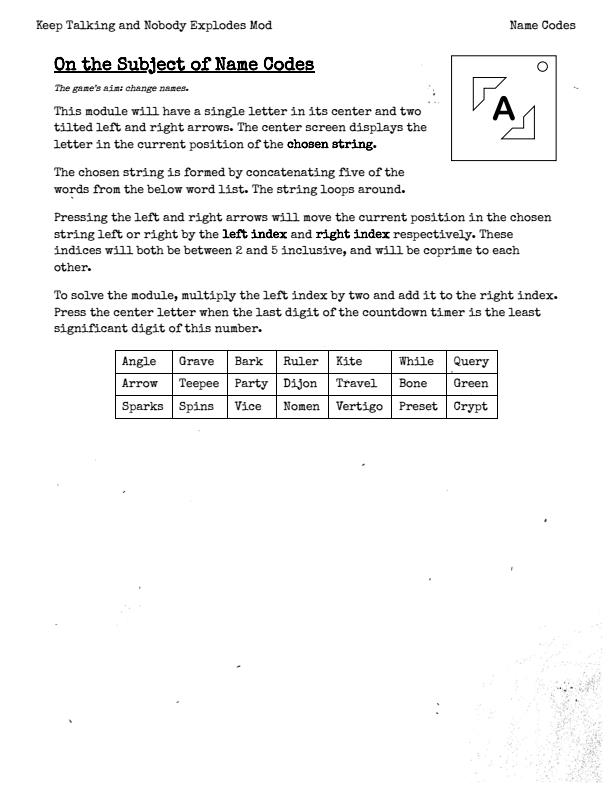 Keep Talking and Nobody Explodes Mod Name Codes
On the Subject of Name Codes
The game's aim: change names.
This module will have a single letter in its center and two
tilted left and right arrows. The center screen displays the
letter in the current position of the chosen string.
A
The chosen string is formed by concatenating five of the
words from the below word list. The string loops around.
Pressing the left and right arrows will move the current position in the chosen
string left or right by the left index and right index respectively. These
indices will both be between 2 and 5 inclusive, and will be coprime to each
other.
To solve the module, multiply the left index by two and add it to the right index.
Press the center letter when the last digit of the countdown timer is the least
significant digit of this number.
Angle Grave Bark Ruler Kite While Query
Arrow Teepee Party Dijon Travel Bone Green
Sparks Spins Vice Nomen Vertigo Preset Crypt